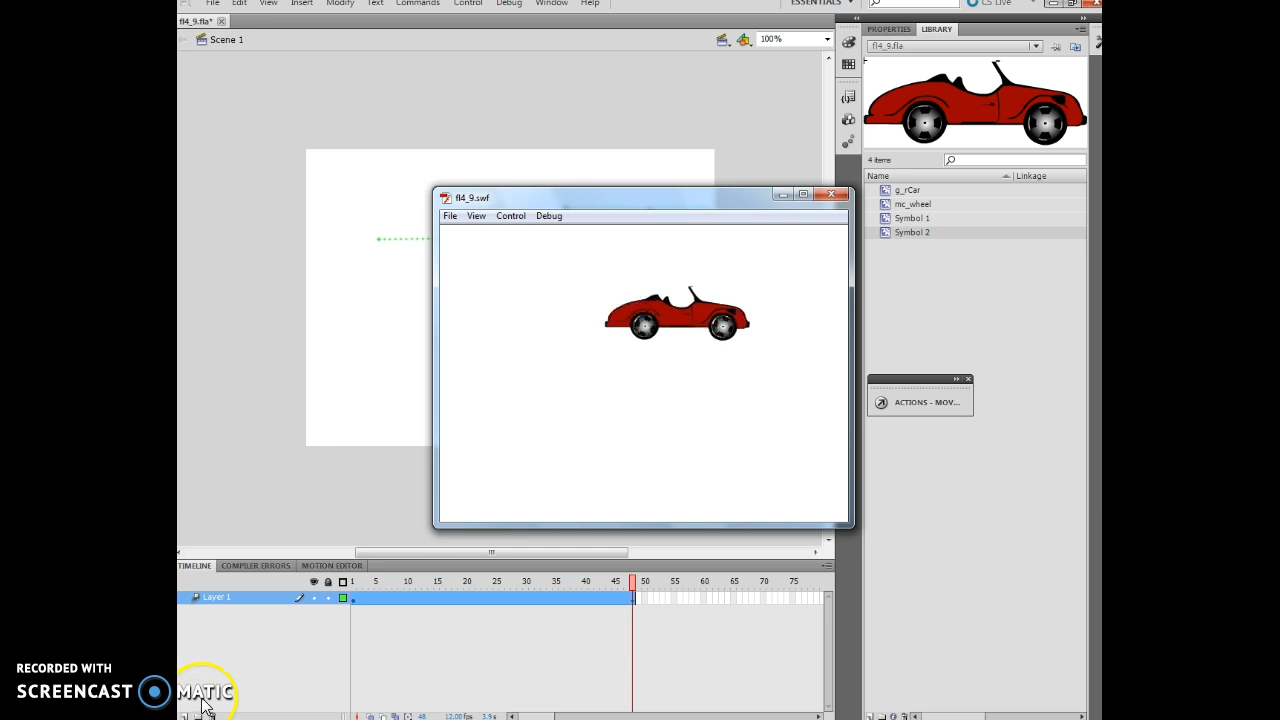 File Edit View Insert Modify Text Commands Control Debug Window Help
ESSENTIALS
CS Live
fl4_9.fla*
Scene 1
100%
PROPERTIES LIBRARY
fl4_9.fla
4 items
Name Linkage
g_rCar
mc_wheel
Symbol 1
Symbol 2
fl4_9.swf
File View Control Debug
ACTIONS - MOV...
TIMELINE COMPILER ERRORS MOTION EDITOR
1 5 10 15 20 25 30 35 40 45 50 55 60 65 70 75
Layer 1
48 12.00 fps 3.9 s
RECORDED WITH
SCREENCAST MATIC